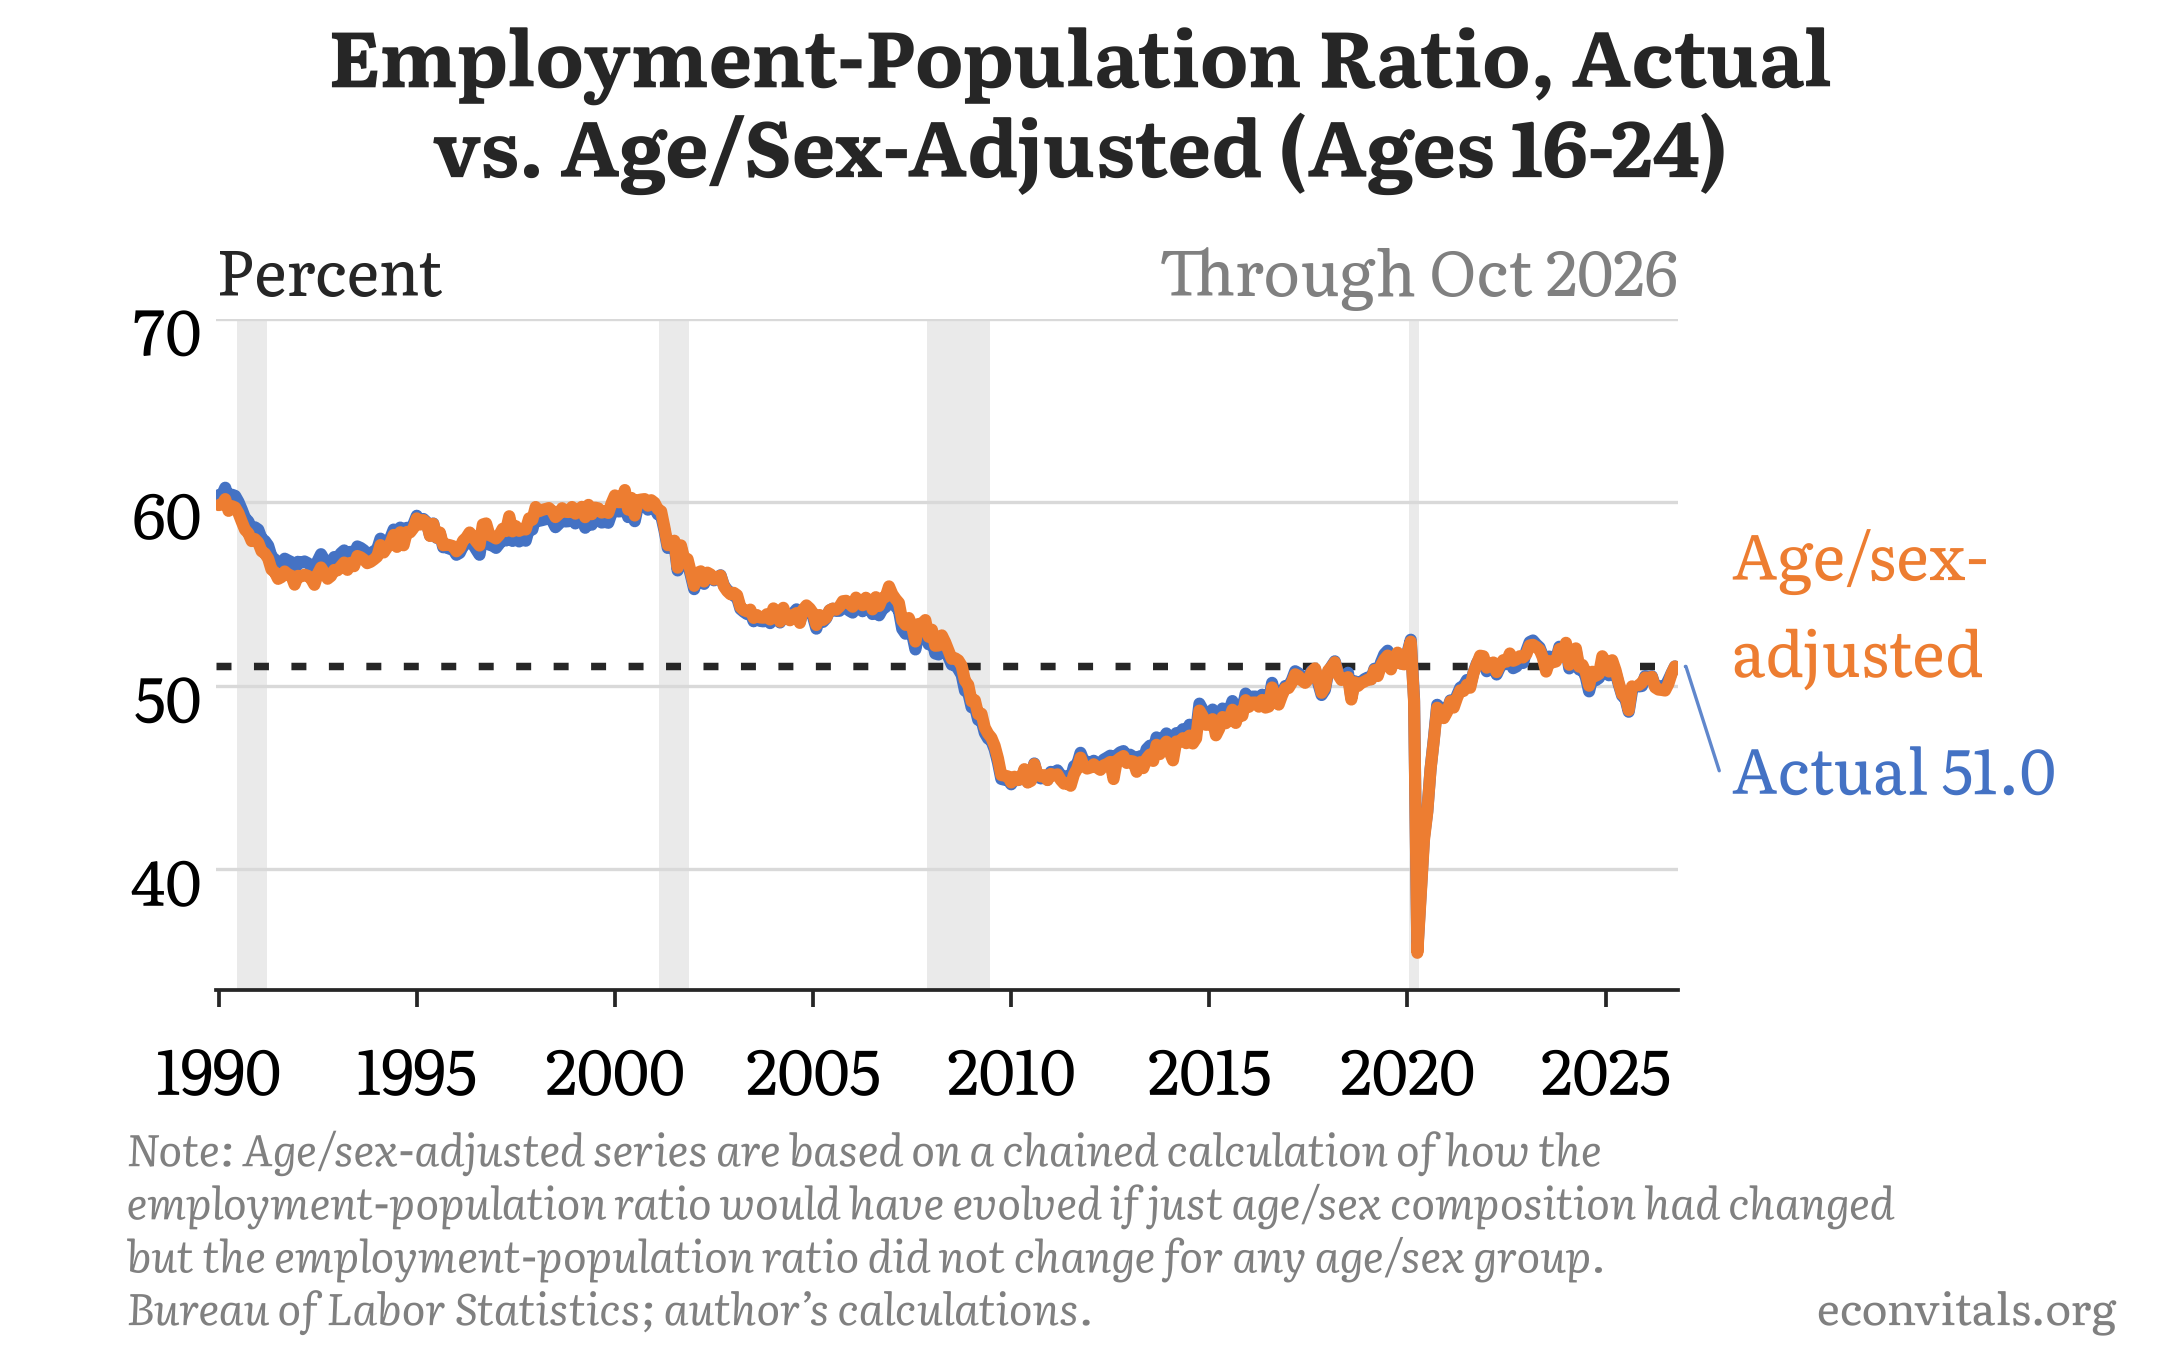 Employment-Population Ratio, Actual
vs. Age/Sex-Adjusted (Ages 16-24)
Percent
Through Oct 2026
70
60
50
40
Age/sex-
adjusted
Actual 51.0
1990 1995 2000 2005 2010 2015 2020 2025
Note: Age/sex-adjusted series are based on a chained calculation of how the
employment-population ratio would have evolved if just age/sex composition had changed
but the employment-population ratio did not change for any age/sex group.
Bureau of Labor Statistics; author's calculations.
econvitals.org